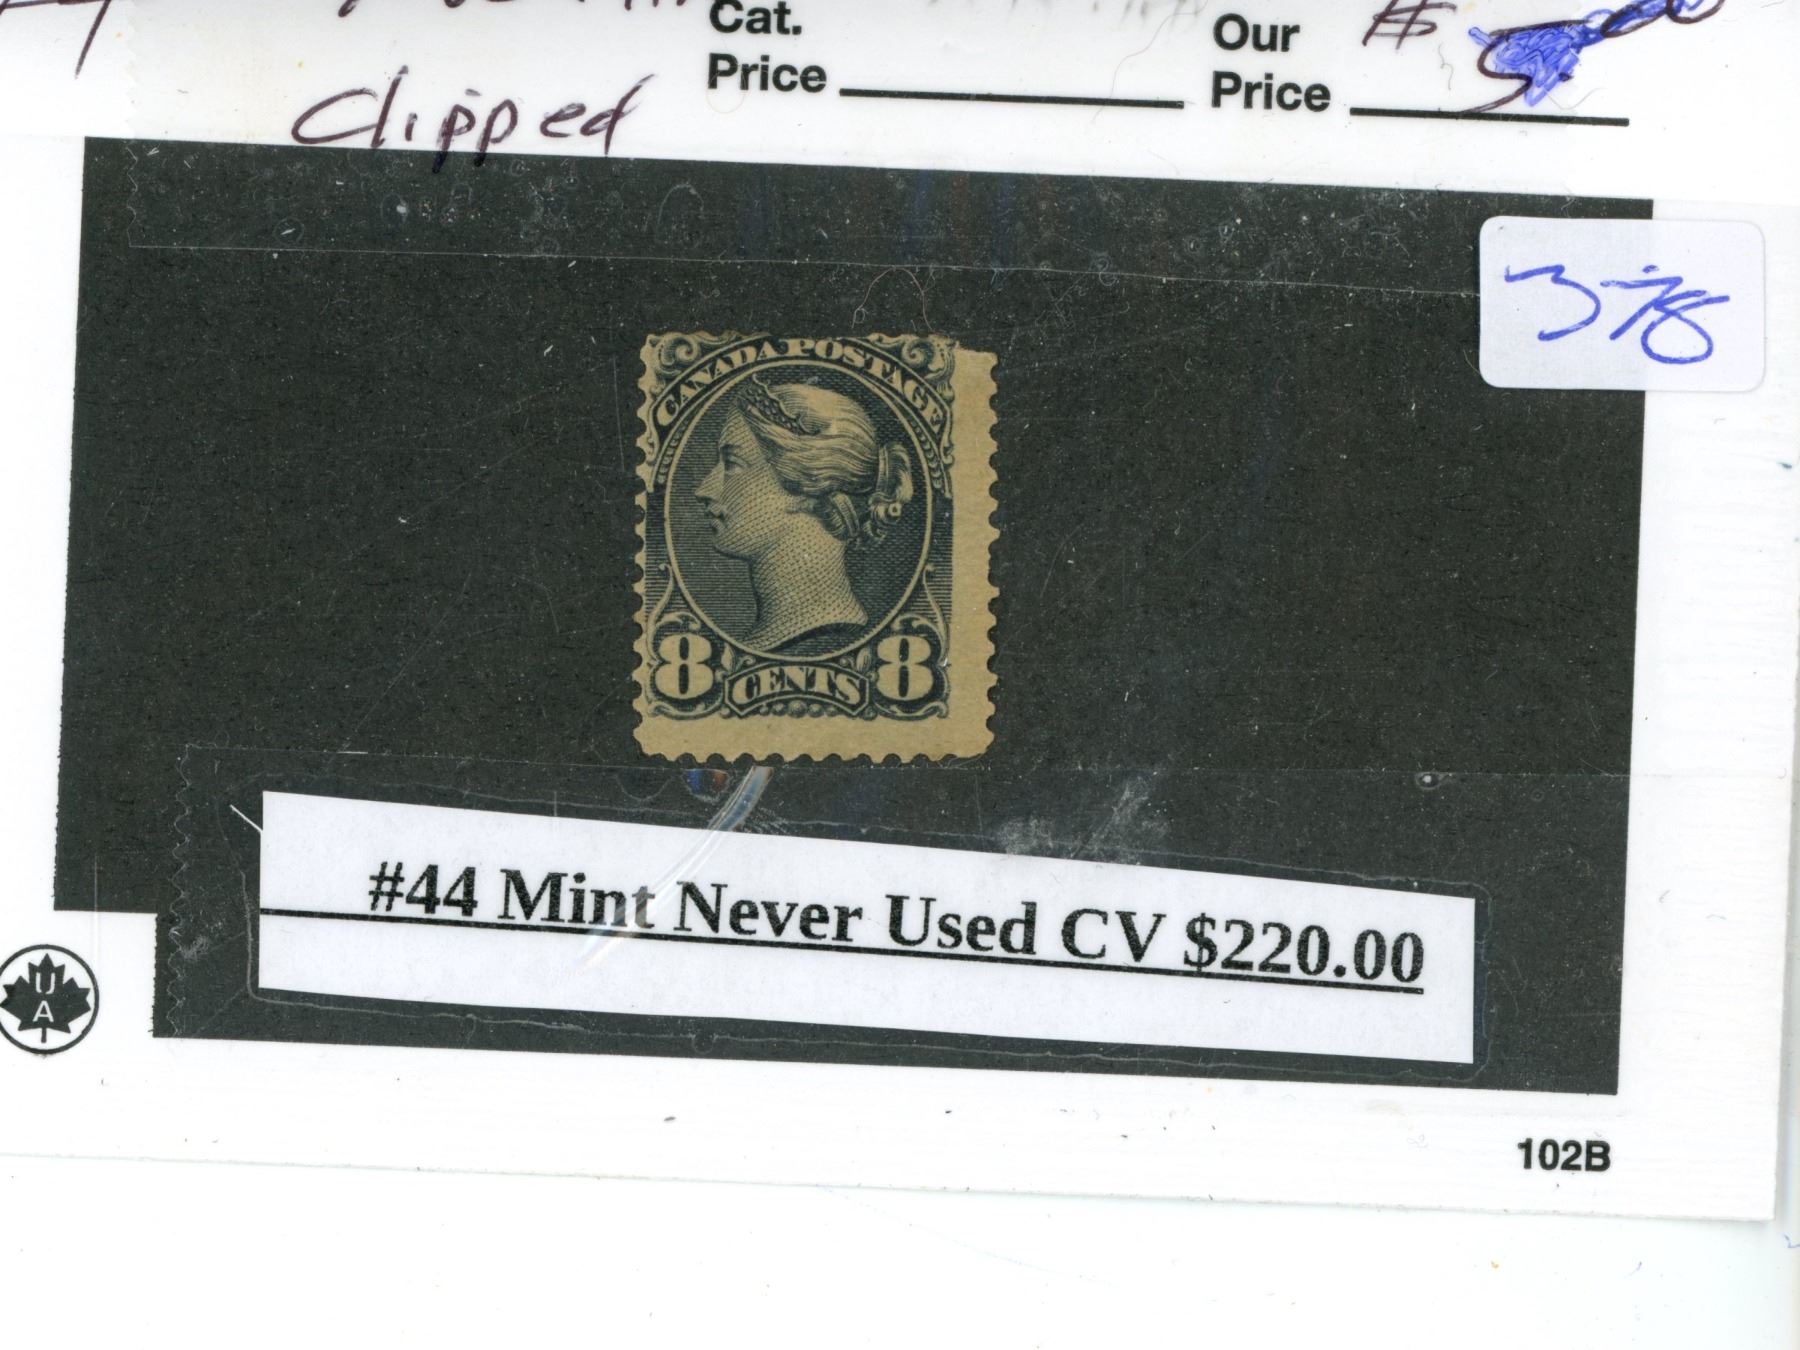 Cat.
Price
Our
Price
$
Clipped
378
CANADA POSTAGE
8 CENTS 8
#44 Mint Never Used CV $220.00
U
A
102B